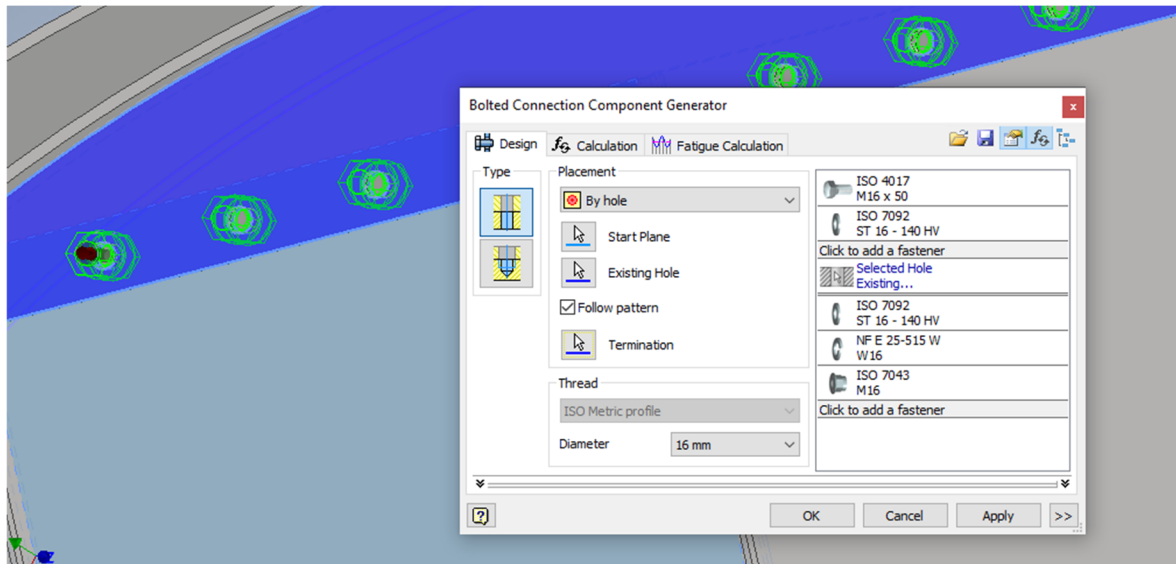 Bolted Connection Component Generator
x
Design
fG Calculation
Fatigue Calculation
fG
Type
Placement
By hole
Start Plane
Existing Hole
Follow pattern
Termination
Thread
ISO Metric profile
Diameter
16 mm
ISO 4017
M16 x 50
ISO 7092
ST 16 - 140 HV
Click to add a fastener
Selected Hole
Existing...
ISO 7092
ST 16 - 140 HV
NF E 25-515 W
W16
ISO 7043
M16
Click to add a fastener
?
OK
Cancel
Apply
>>
Z